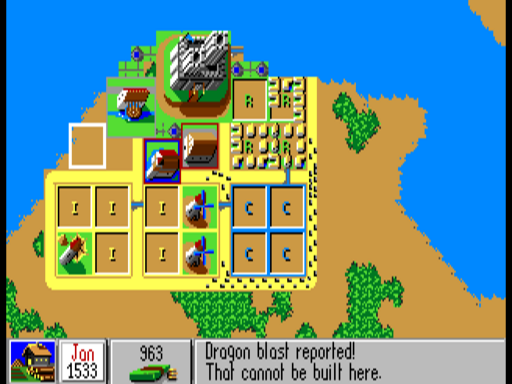 R R
R R
I I I C C
I I C C
Jan 963 Dragon blast reported!
1533 That cannot be built here.